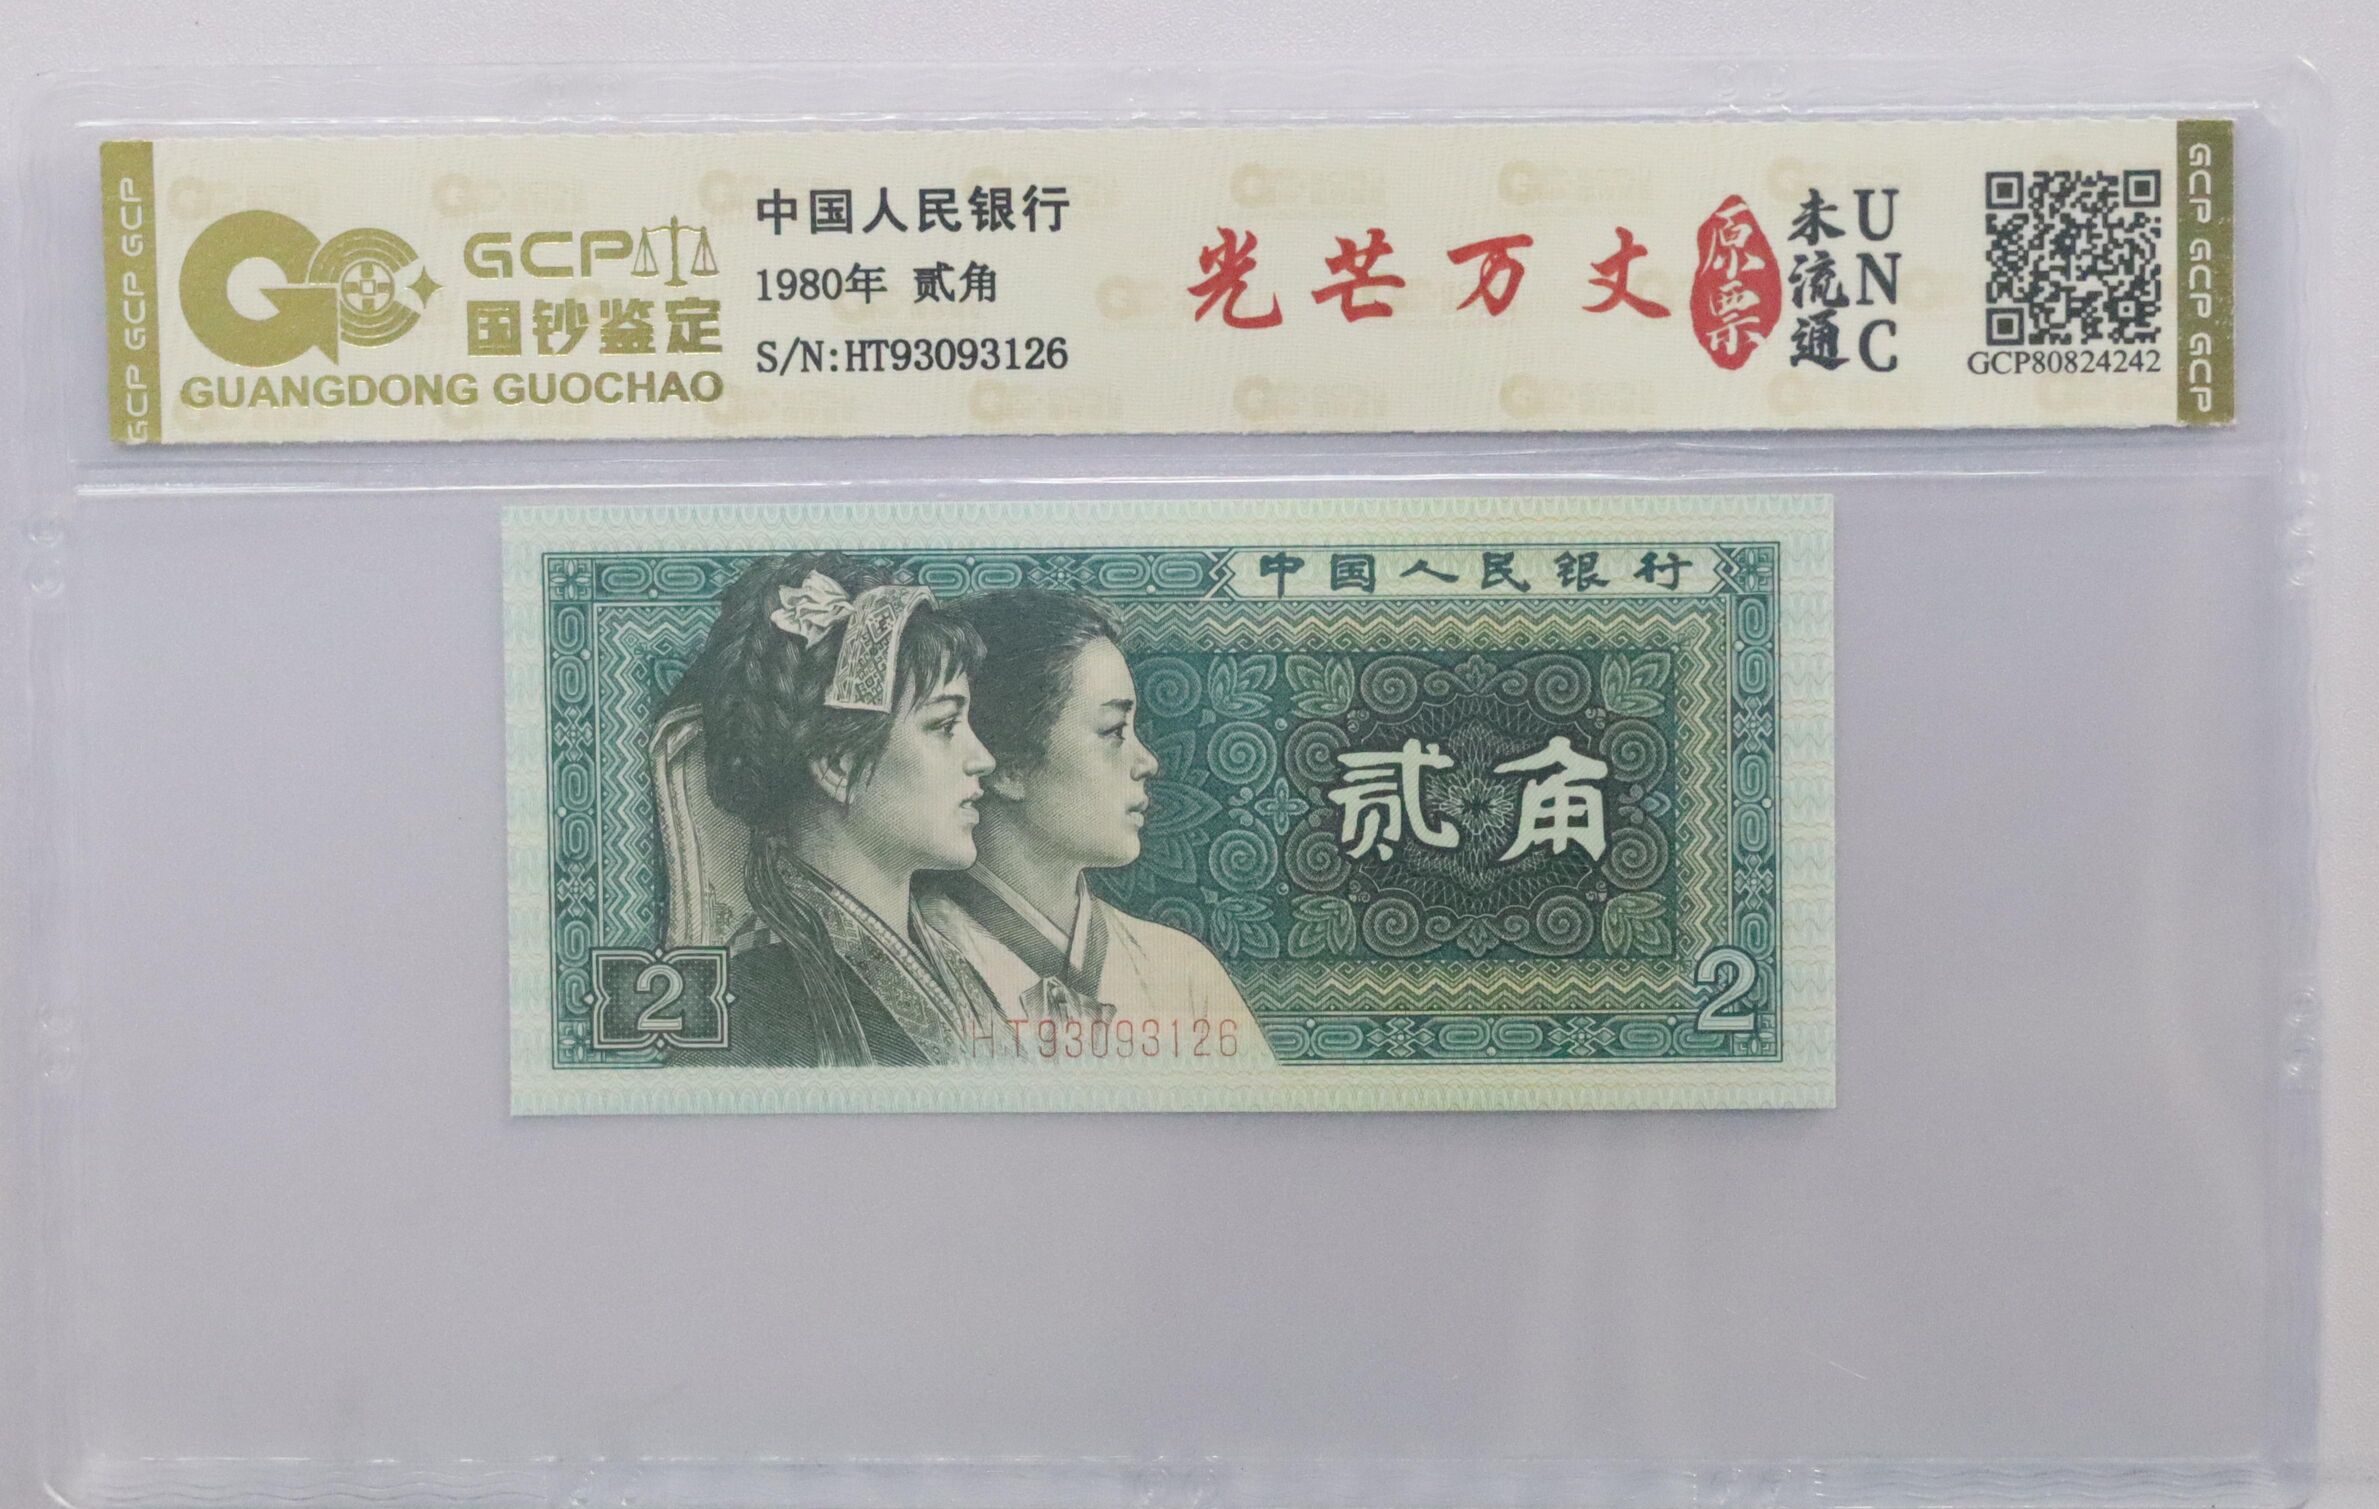 GCP GCP GCP
GCP
国钞鉴定
GUANGDONG GUOCHAO
中国人民银行
1980年 贰角
S/N:HT93093126
光芒万丈
原票
未流通
UNC
GCP80824242
GCP GCP GCP
中国人民银行
贰角
2
2
HT93093126